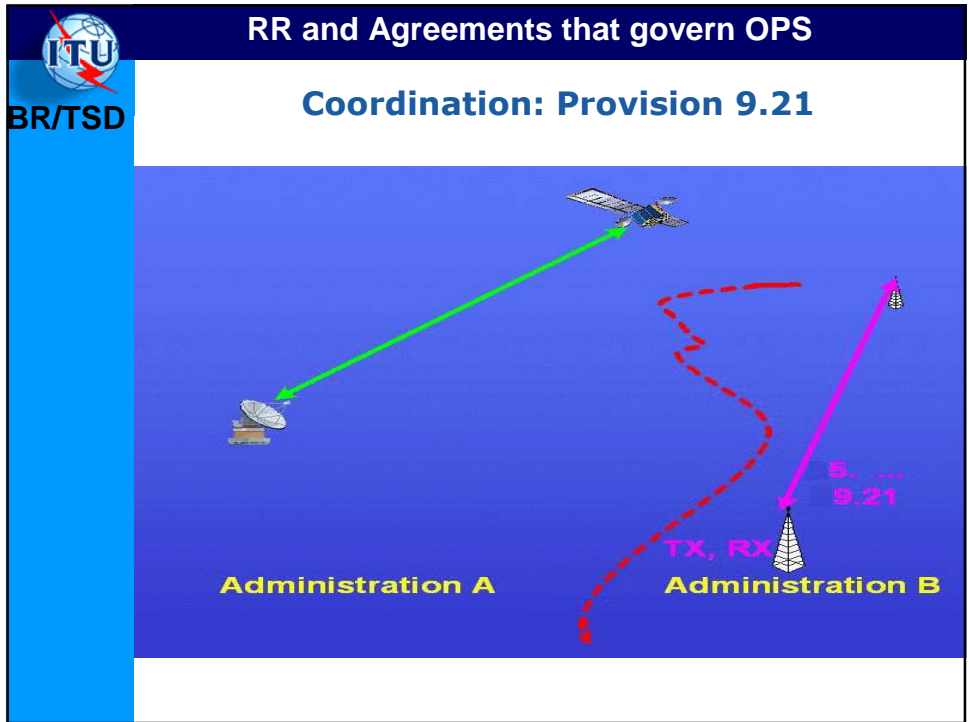 RR and Agreements that govern OPS
ITU
BR/TSD
Coordination: Provision 9.21
5. ...
9.21
TX, RX
Administration A
Administration B